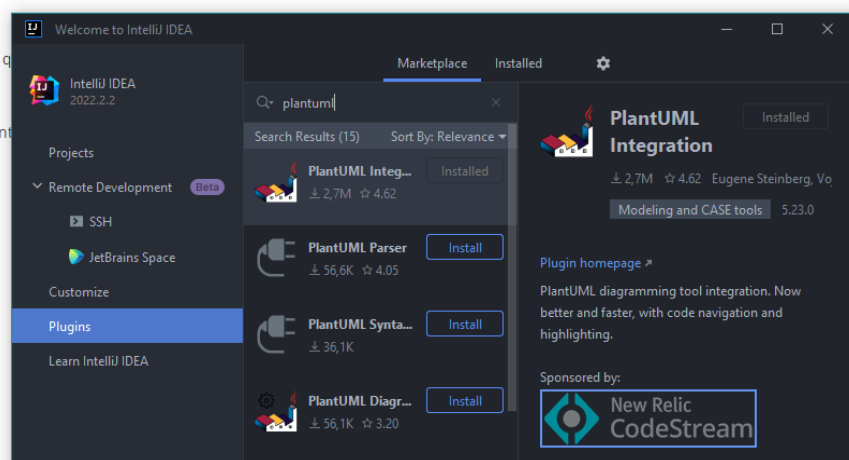 Welcome to IntelliJ IDEA
IntelliJ IDEA
2022.2.2
Projects
Remote Development Beta
SSH
JetBrains Space
Customize
Plugins
Learn IntelliJ IDEA
Marketplace Installed
plantuml
Search Results (15) Sort By: Relevance
PlantUML Integ... Installed
2,7M 4.62
PlantUML Parser Install
56,6K 4.05
PlantUML Synta... Install
36,1K
PlantUML Diagr... Install
56,1K 3.20
PlantUML
Integration
Installed
2,7M 4.62 Eugene Steinberg, Vo
Modeling and CASE tools 5.23.0
Plugin homepage
PlantUML diagramming tool integration. Now
better and faster, with code navigation and
highlighting.
Sponsored by:
New Relic
CodeStream